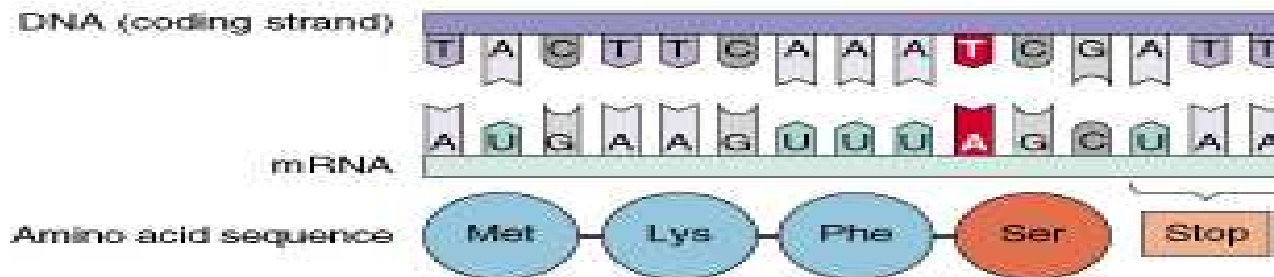 DNA (coding strand)
T A C T T C A A A T C G A T T
A U G A A G U U U A G C U A A
mRNA
Amino acid sequence Met Lys Phe Ser Stop